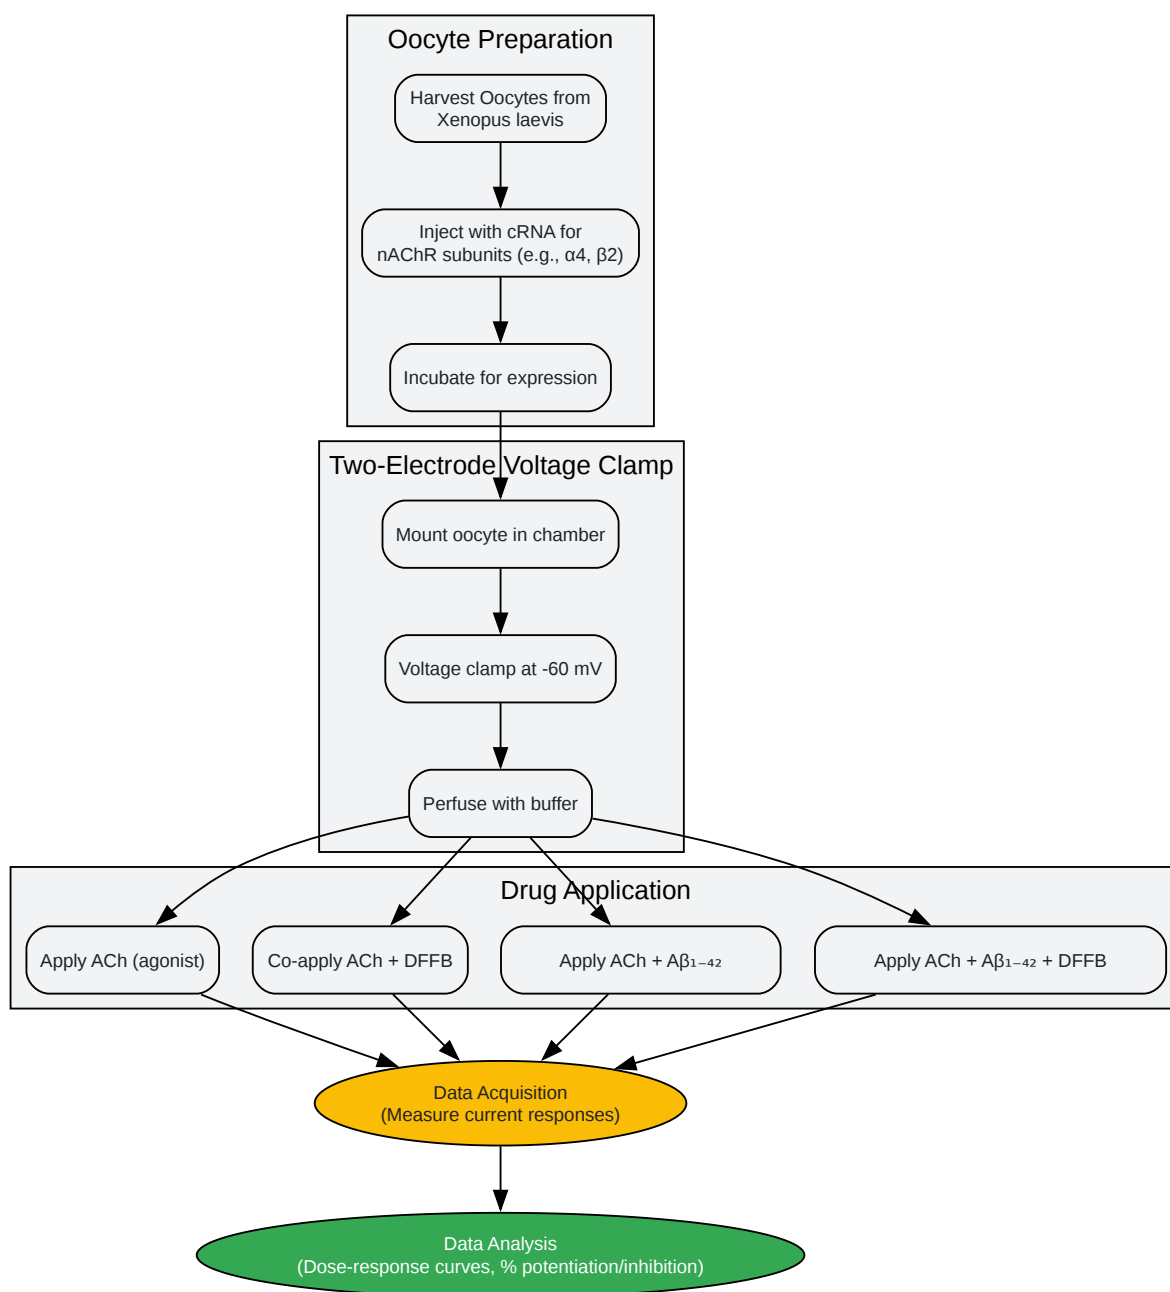 Oocyte Preparation
Harvest Oocytes from
Xenopus laevis
Inject with cRNA for
nAChR subunits (e.g., α4, β2)
Incubate for expression
Two-Electrode Voltage Clamp
Mount oocyte in chamber
Voltage clamp at -60 mV
Perfuse with buffer
Drug Application
Apply ACh (agonist)
Co-apply ACh + DFFB
Apply ACh + Aβ₁₋₄₂
Apply ACh + Aβ₁₋₄₂ + DFFB
Data Acquisition
(Measure current responses)
Data Analysis
(Dose-response curves, % potentiation/inhibition)